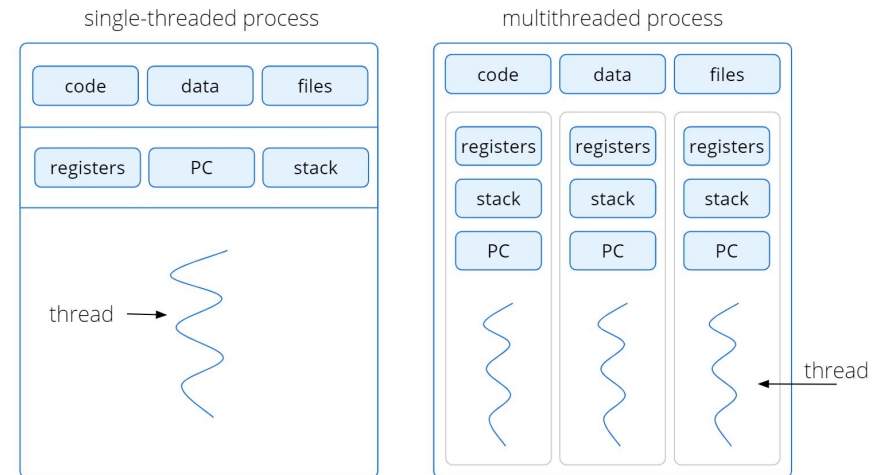 single-threaded process
code data files
registers PC stack
thread
multithreaded process
code data files
registers registers registers
stack stack stack
PC PC PC
thread